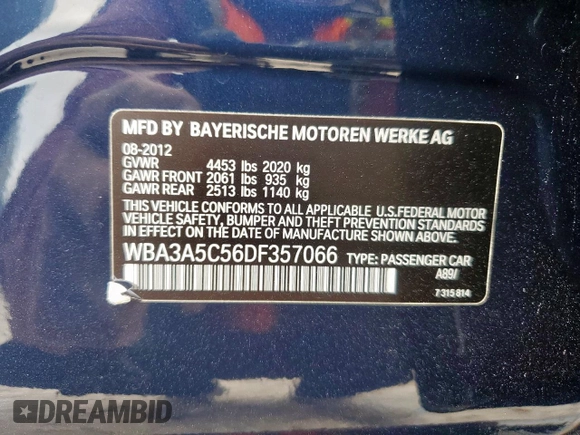 MFD BY BAYERISCHE MOTOREN WERKE AG
08-2012
GVWR 4453 lbs 2020 kg
GAWR FRONT 2061 lbs 935 kg
GAWR REAR 2513 lbs 1140 kg
THIS VEHICLE CONFORMS TO ALL APPLICABLE U.S.FEDERAL MOTOR
VEHICLE SAFETY, BUMPER AND THEFT PREVENTION STANDARDS
IN EFFECT ON THE DATE OF MANUFACTURE SHOWN ABOVE.
WBA3A5C56DF357066 TYPE: PASSENGER CAR
A89/
7 315 814
DREAMBID